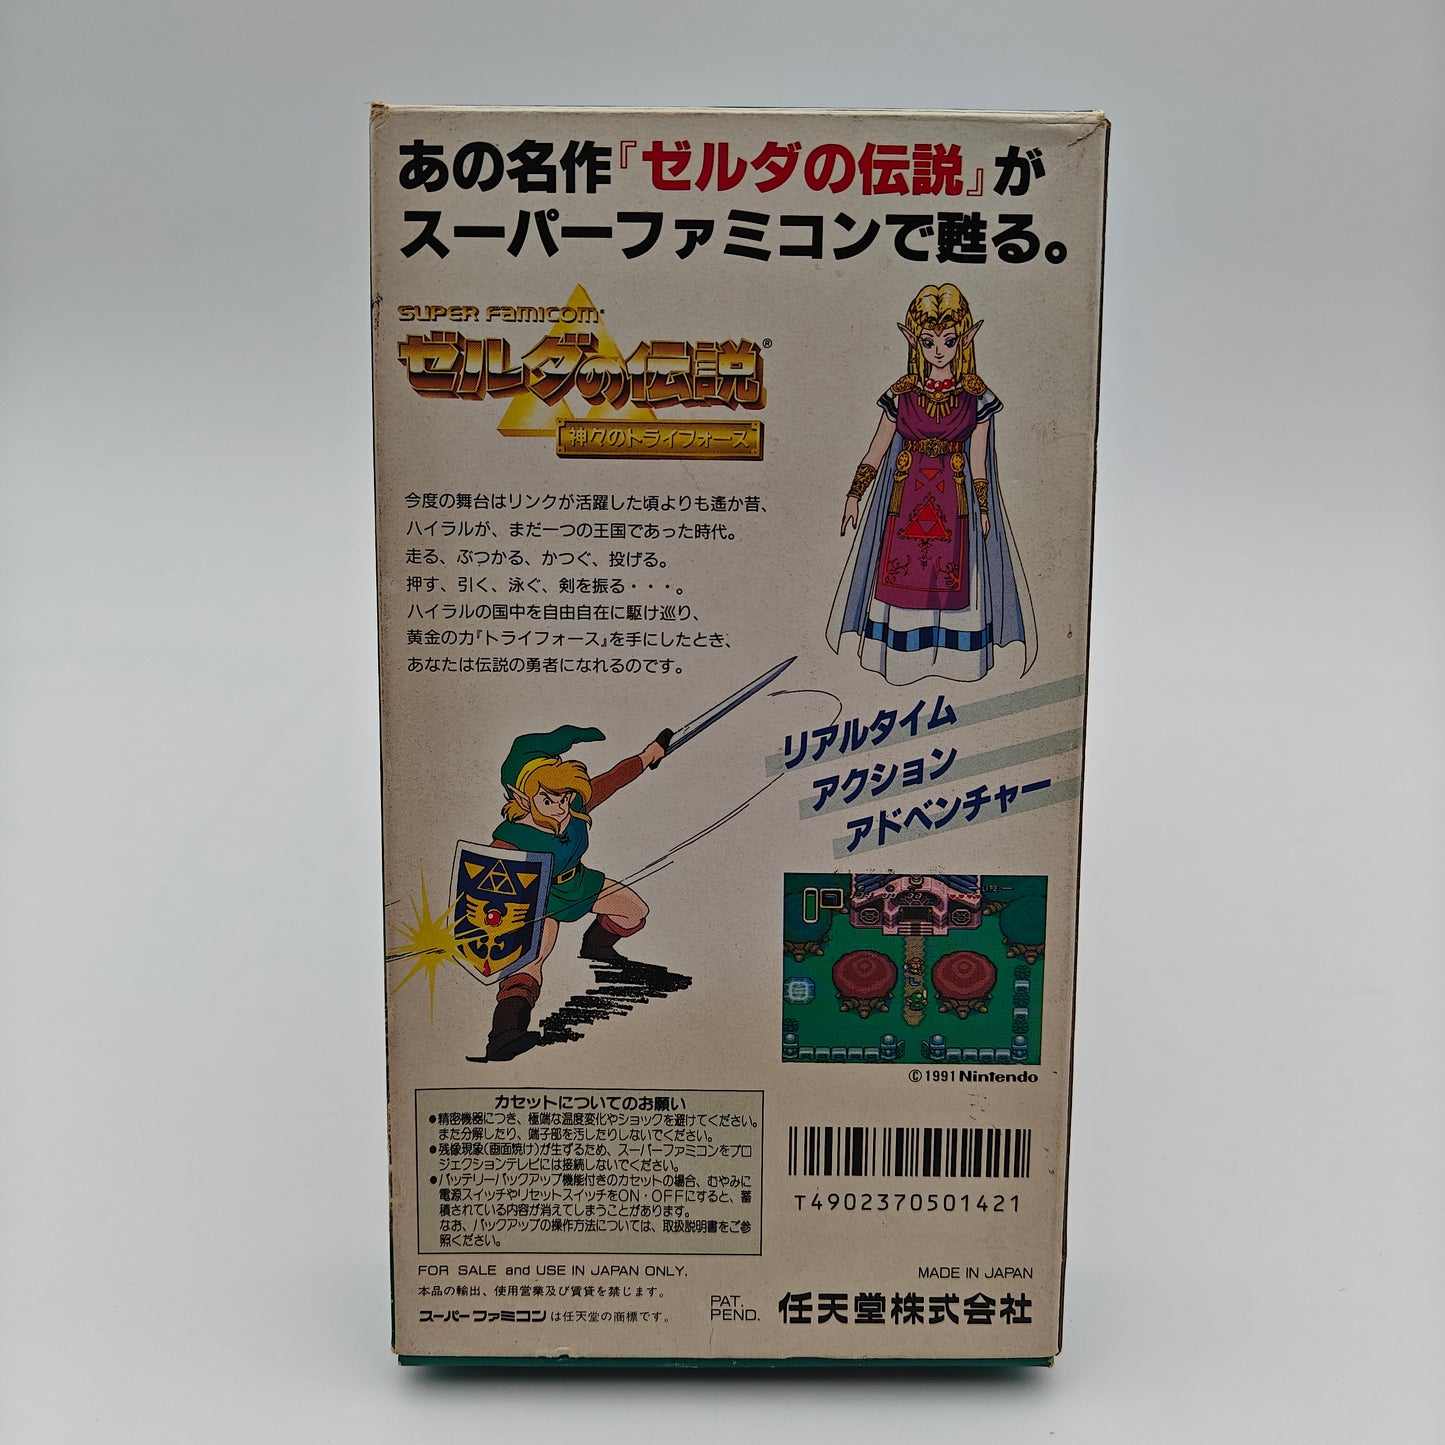 あの名作『ゼルダの伝説』が
スーパーファミコンで甦る。
SUPER FAMICOM
ゼルダの伝説®
神々のトライフォース
今度の舞台はリンクが活躍した頃よりも遙か昔、
ハイラルが、まだ一つの王国であった時代。
走る、ぶつかる、かつぐ、投げる。
押す、引く、泳ぐ、剣を振る・・・。
ハイラルの国中を自由自在に駆け巡り、
黄金の力『トライフォース』を手にしたとき、
あなたは伝説の勇者になれるのです。
リアルタイム
アクション
アドベンチャー
LIFE
©1991 Nintendo
カセットについてのお願い
●精密機器につき、極端な温度変化やショックを避けてください。
また分解したり、端子部を汚したりしないでください。
●残像現象(画面焼け)が生ずるため、スーパーファミコンをプロ
ジェクションテレビには接続しないでください。
●バッテリーバックアップ機能付きのカセットの場合、むやみに
電源スイッチやリセットスイッチをON・OFFにすると、蓄
積されている内容が消えてしまうことがあります。
なお、バックアップの操作方法については、取扱説明書をご参
照ください。
T4902370501421
FOR SALE and USE IN JAPAN ONLY.
本品の輸出、使用営業及び賃貸を禁じます。
スーパーファミコンは任天堂の商標です。
MADE IN JAPAN
PAT.
PEND.
任天堂株式会社